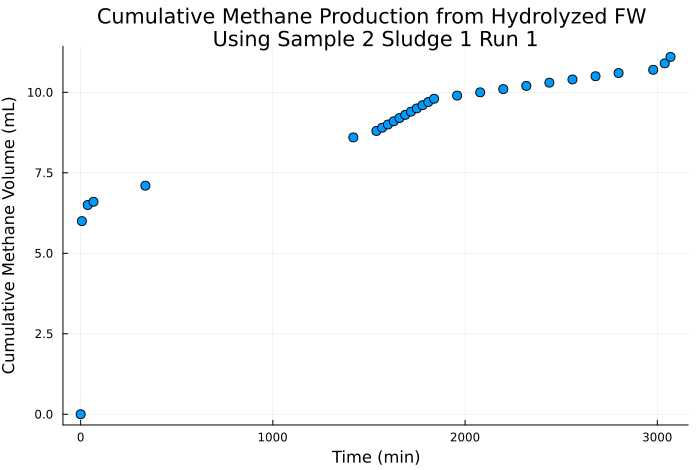 Cumulative Methane Production from Hydrolyzed FW
Using Sample 2 Sludge 1 Run 1
Cumulative Methane Volume (mL)
10.0
7.5
5.0
2.5
0.0
0 1000 2000 3000
Time (min)